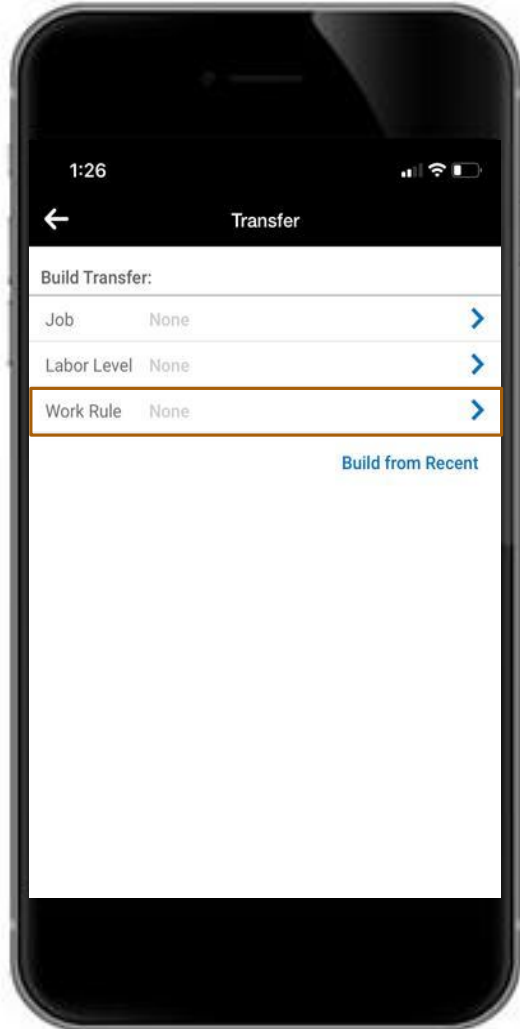 1:26
Transfer
Build Transfer:
Job None
Labor Level None
Work Rule None
Build from Recent